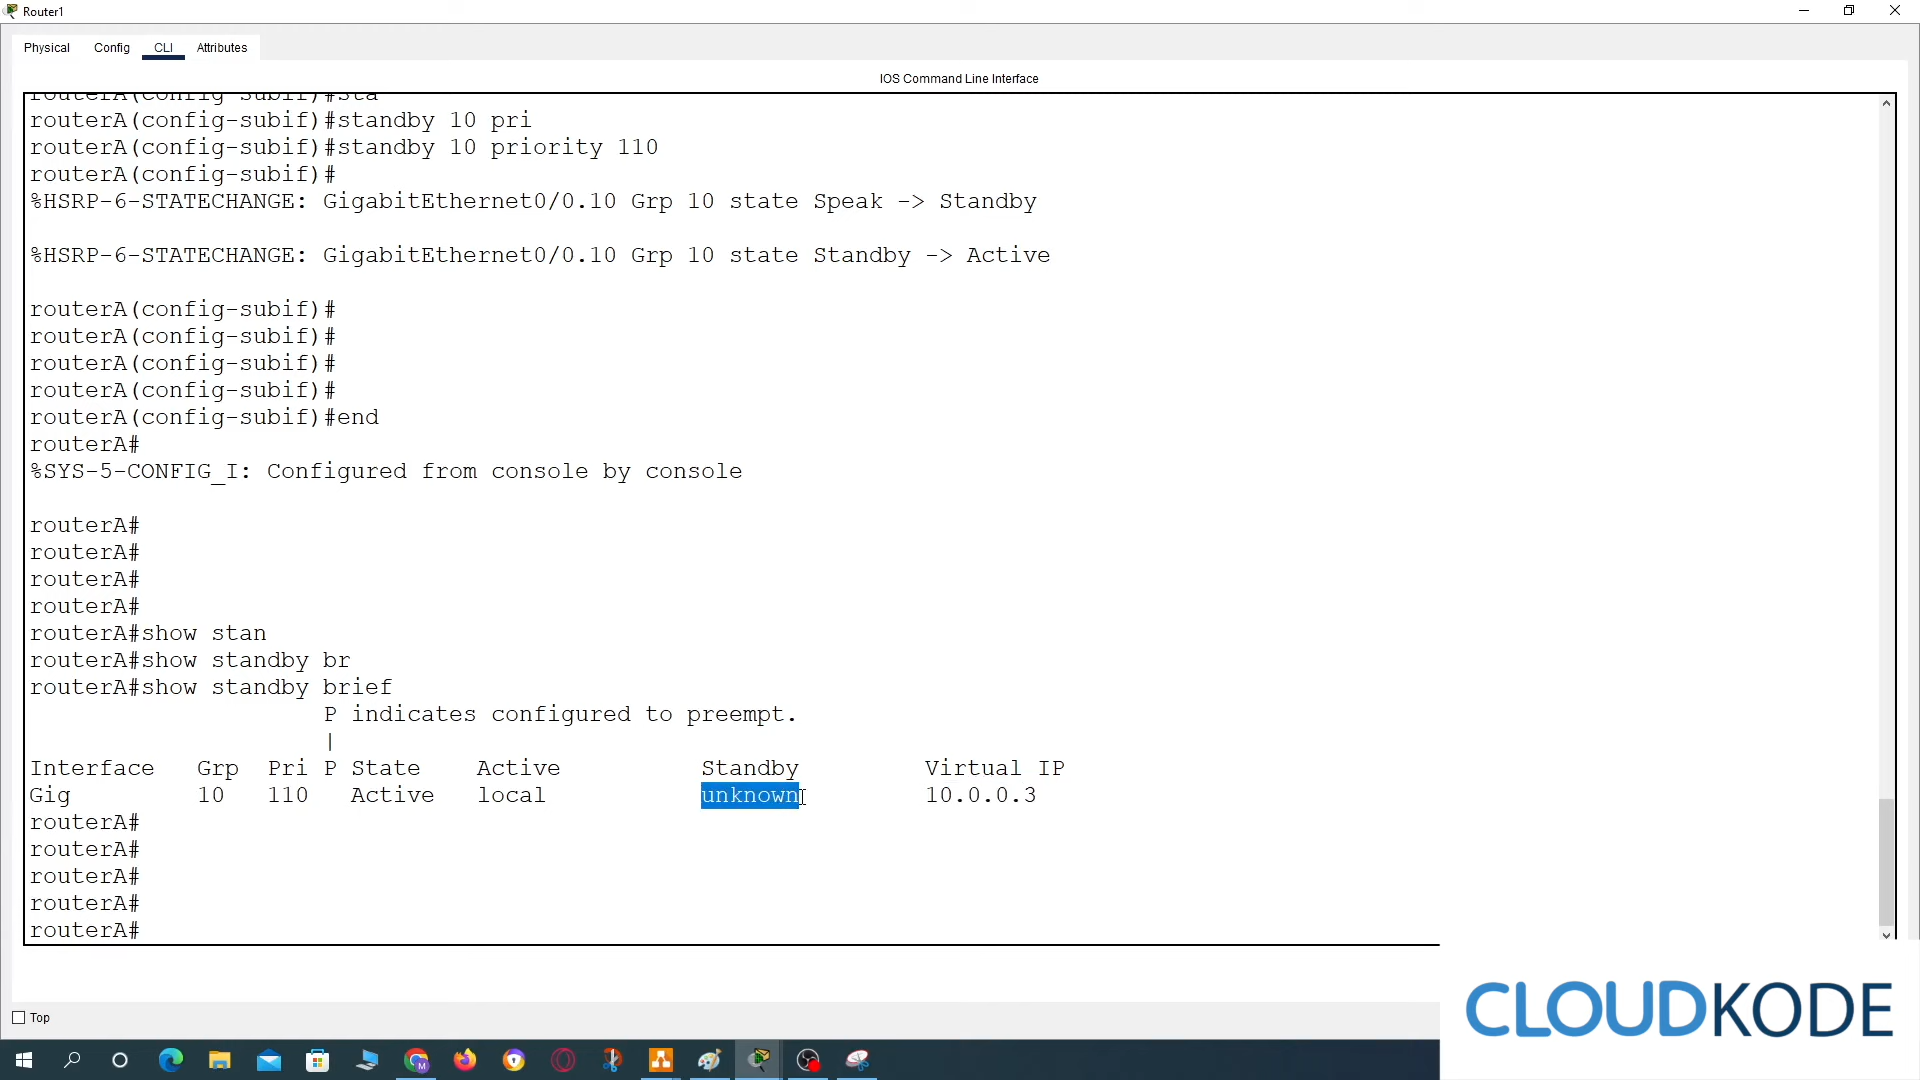 Router1
Physical Config CLI Attributes
IOS Command Line Interface
routerA(config-subif)#sta
routerA(config-subif)#standby 10 pri
routerA(config-subif)#standby 10 priority 110
routerA(config-subif)#
%HSRP-6-STATECHANGE: GigabitEthernet0/0.10 Grp 10 state Speak -> Standby
%HSRP-6-STATECHANGE: GigabitEthernet0/0.10 Grp 10 state Standby -> Active
routerA(config-subif)#
routerA(config-subif)#
routerA(config-subif)#
routerA(config-subif)#
routerA(config-subif)#end
routerA#
%SYS-5-CONFIG_I: Configured from console by console
routerA#
routerA#
routerA#
routerA#
routerA#show stan
routerA#show standby br
routerA#show standby brief
P indicates configured to preempt.
|
Interface Grp Pri P State Active Standby Virtual IP
Gig 10 110 Active local unknown 10.0.0.3
routerA#
routerA#
routerA#
routerA#
routerA#
Top
CLOUDKODE